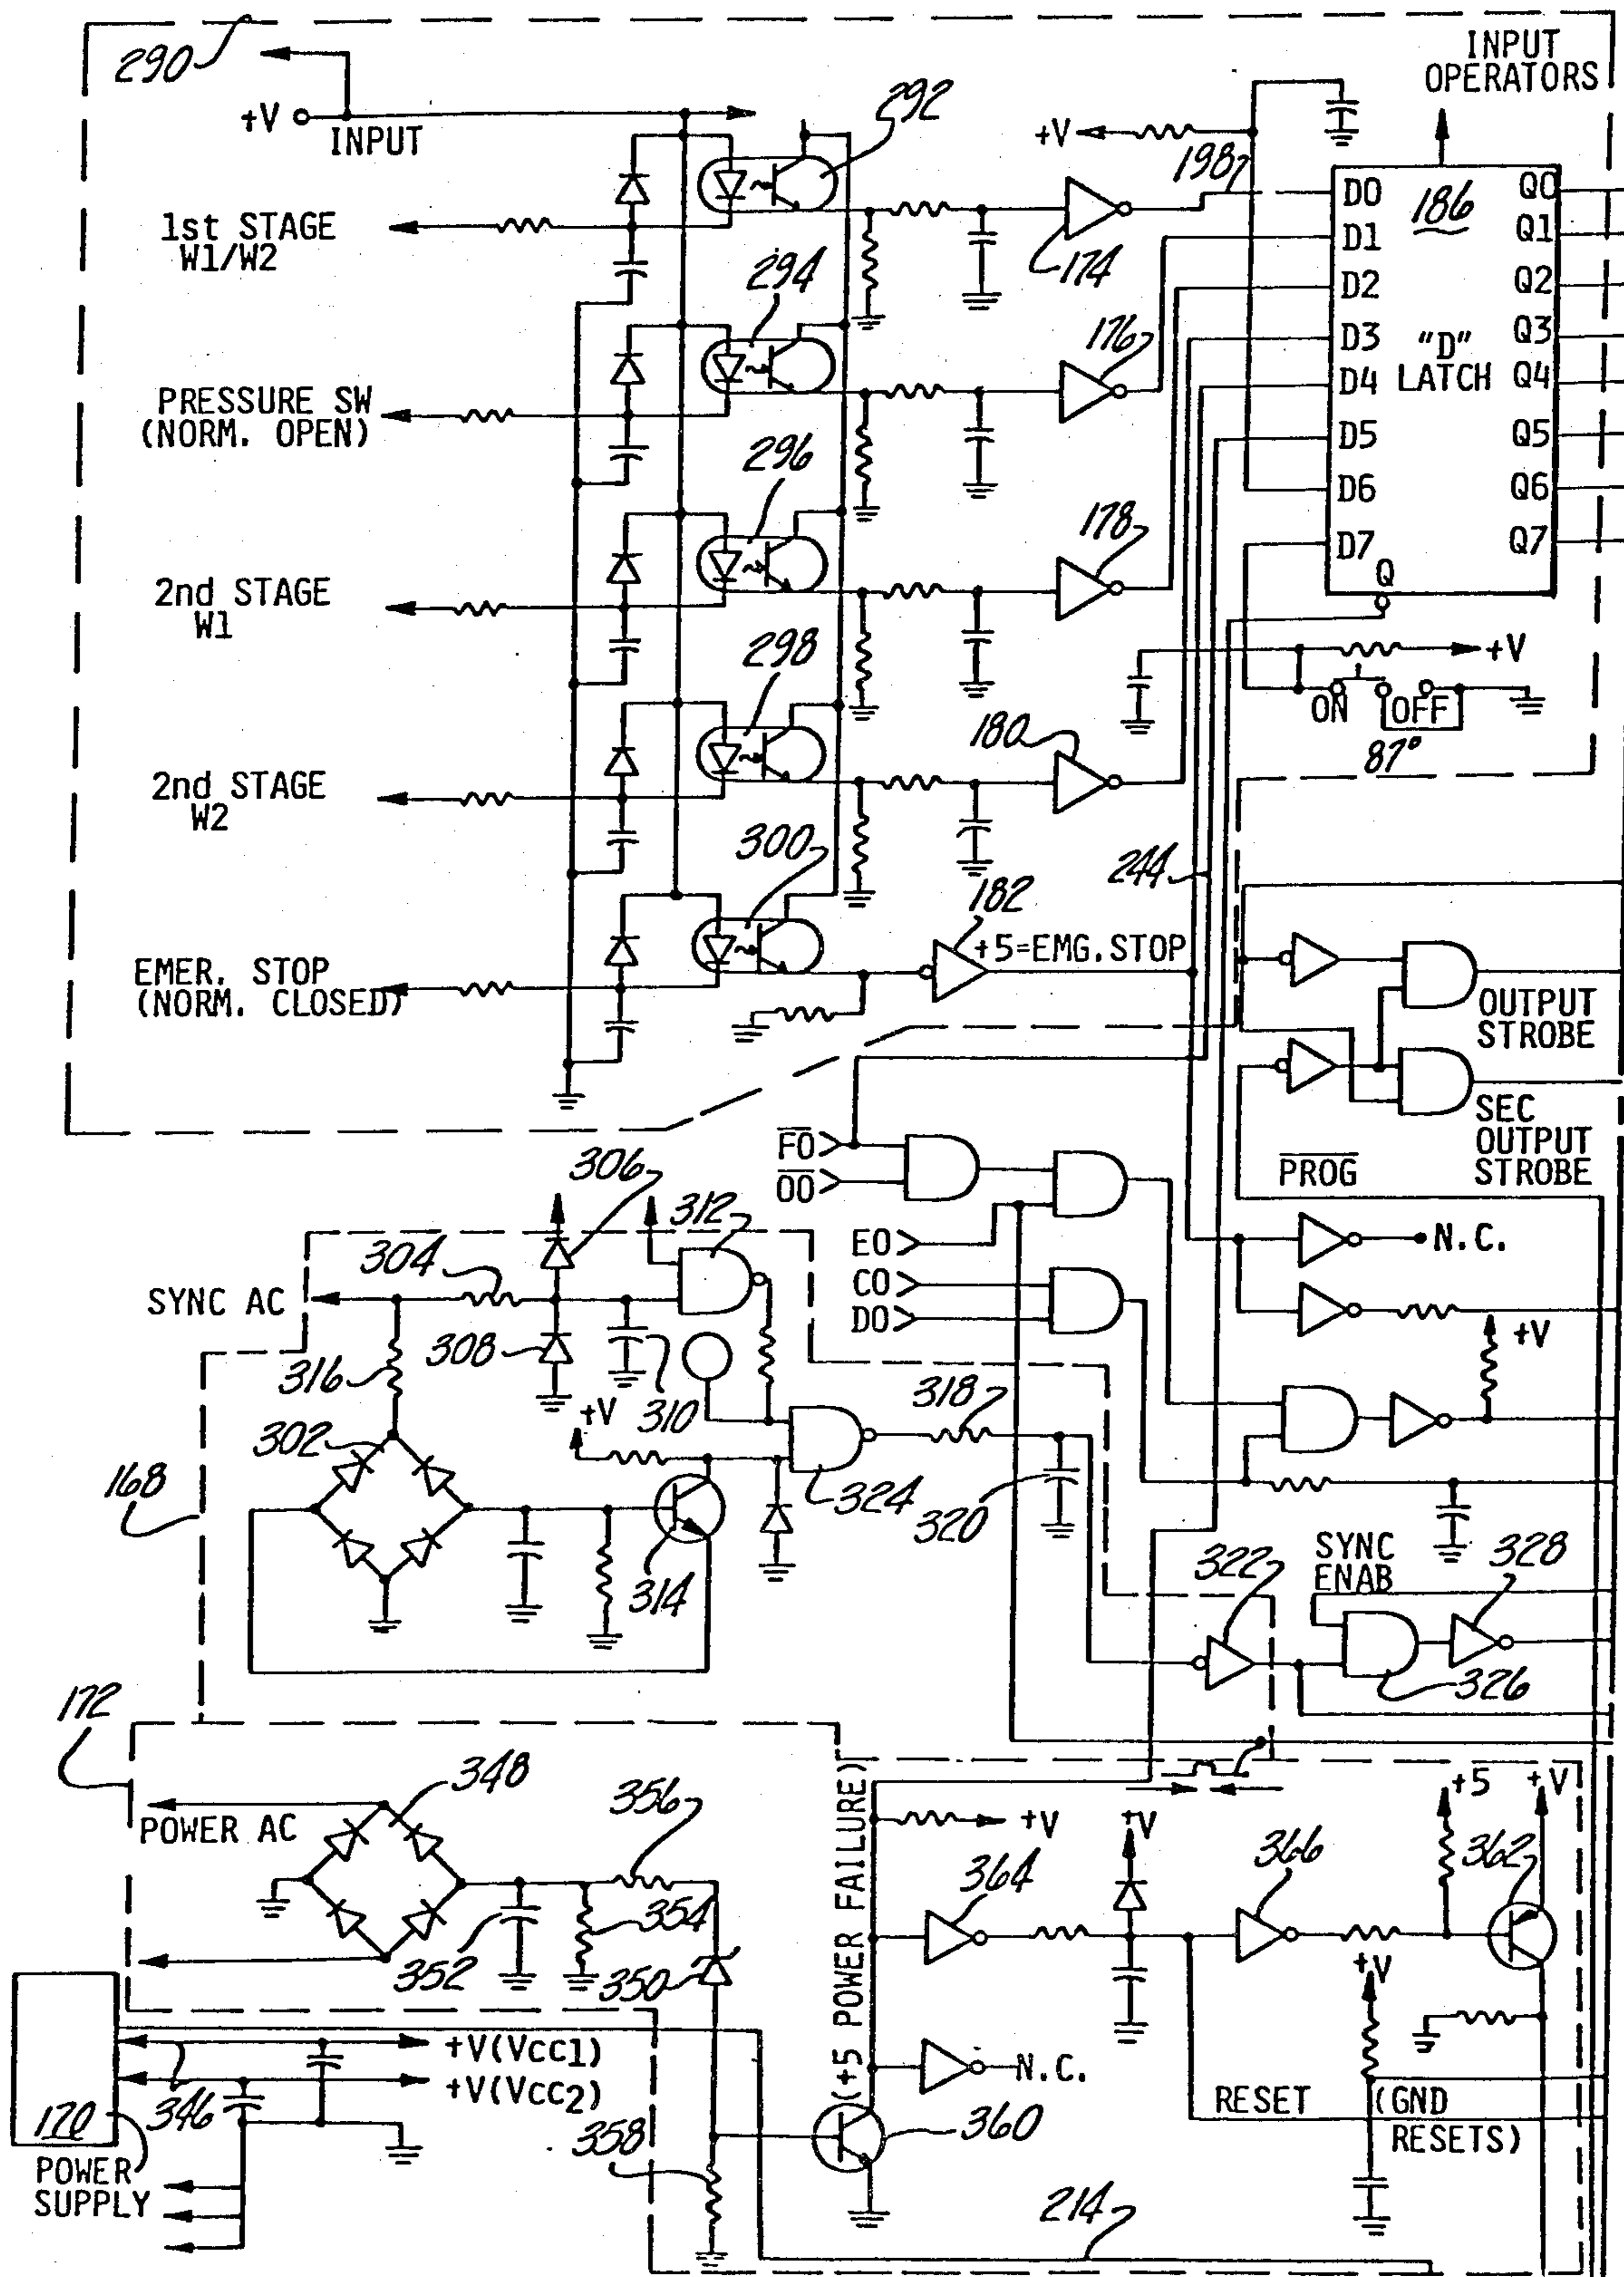 290
+V
INPUT
292
INPUT
OPERATORS
+V
198
1st STAGE
W1/W2
174
D0
D1
D2
D3
D4
D5
D6
D7
186
"D"
LATCH
Q0
Q1
Q2
Q3
Q4
Q5
Q6
Q7
Q
294
176
PRESSURE SW
(NORM. OPEN)
296
178
2nd STAGE
W1
+V
ON
OFF
87°
298
180
2nd STAGE
W2
300
244
182
+5=EMG.STOP
EMER. STOP
(NORM. CLOSED)
OUTPUT
STROBE
SEC
OUTPUT
STROBE
F0
O0
PROG
306
312
E0
C0
D0
N.C.
304
SYNC AC
+V
316
308
310
318
+V
302
168
324
320
314
322
SYNC
ENAB
328
326
172
348
356
POWER AC
+V
+V
+5
+V
364
366
362
354
352
350
(+5 POWER FAILURE)
+V
+V(VCC1)
+V(VCC2)
N.C.
170
346
358
360
RESET
(GND
RESETS)
POWER
SUPPLY
214